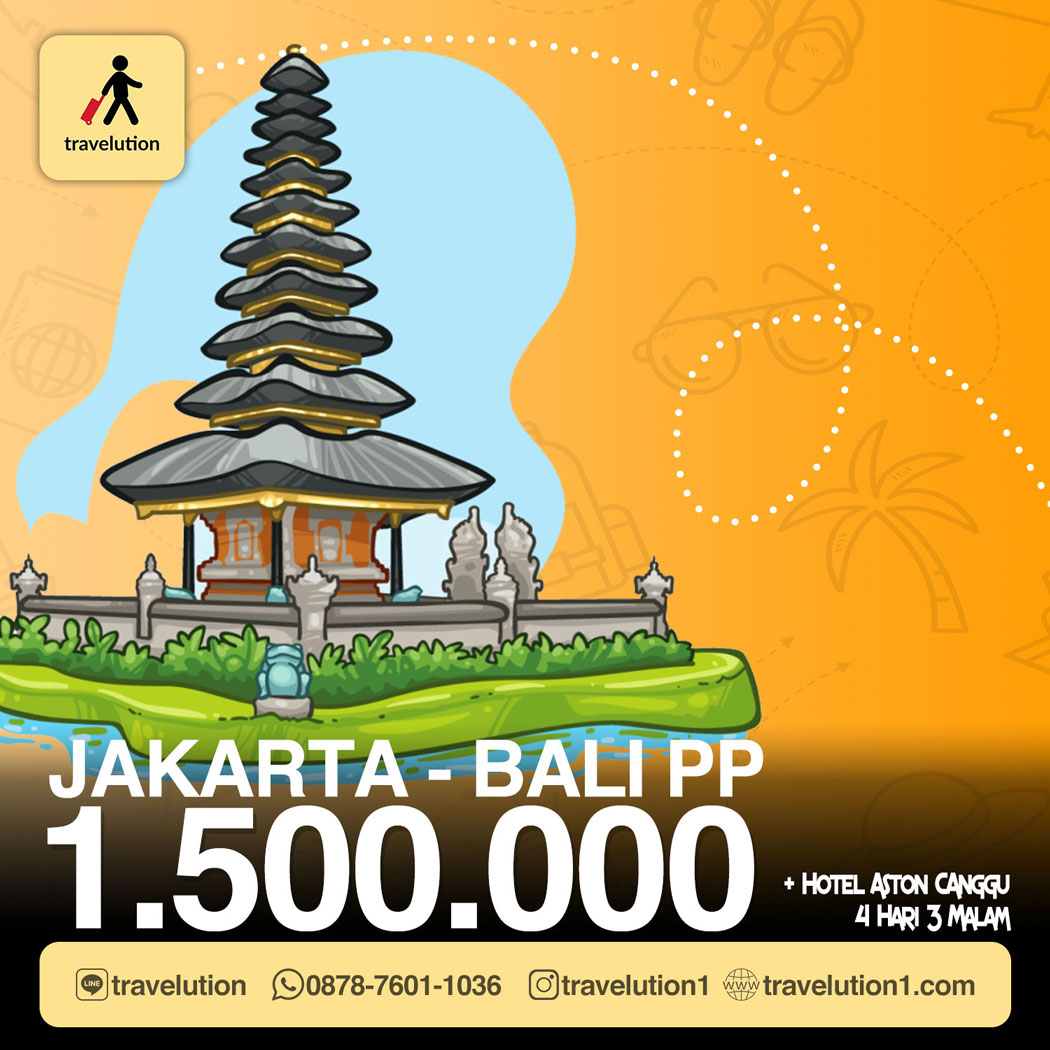 travelution
JAKARTA - BALI PP
1.500.000
+ HOTEL ASTON CANGGU
4 HARI 3 MALAM
LINE travelution 0878-7601-1036 travelution1 www travelution1.com